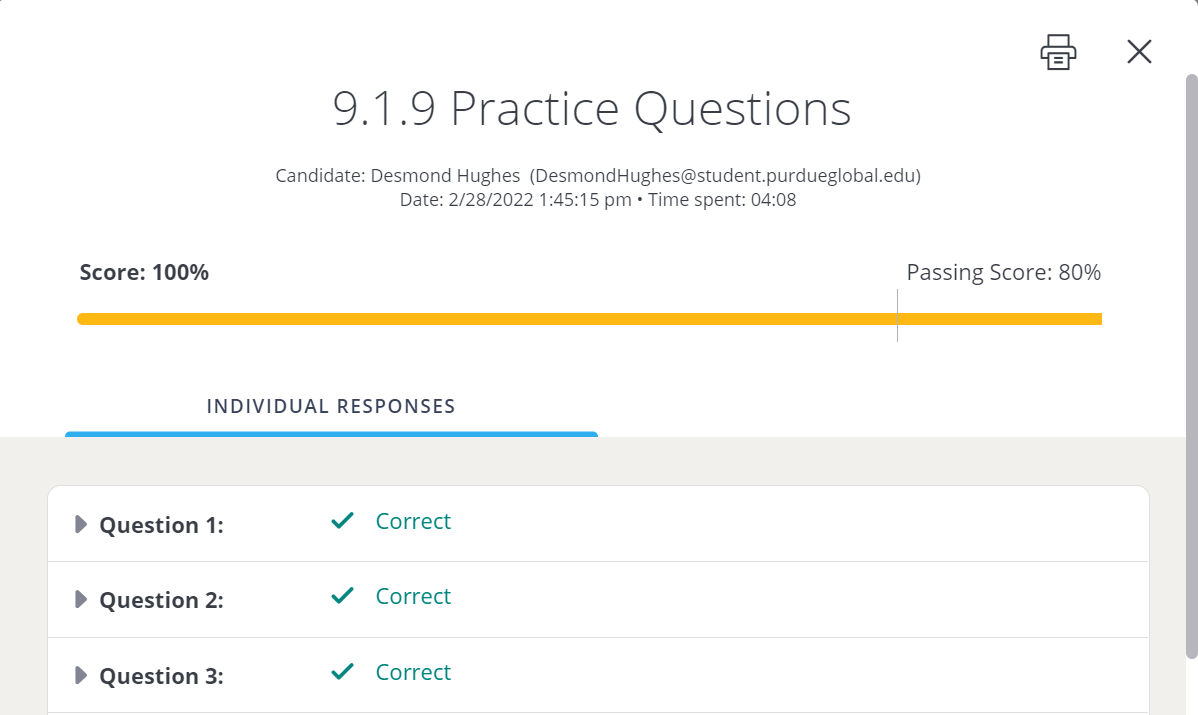 9.1.9 Practice Questions
Candidate: Desmond Hughes (DesmondHughes@student.purdueglobal.edu)
Date: 2/28/2022 1:45:15 pm • Time spent: 04:08
Score: 100%
Passing Score: 80%
INDIVIDUAL RESPONSES
Question 1: Correct
Question 2: Correct
Question 3: Correct